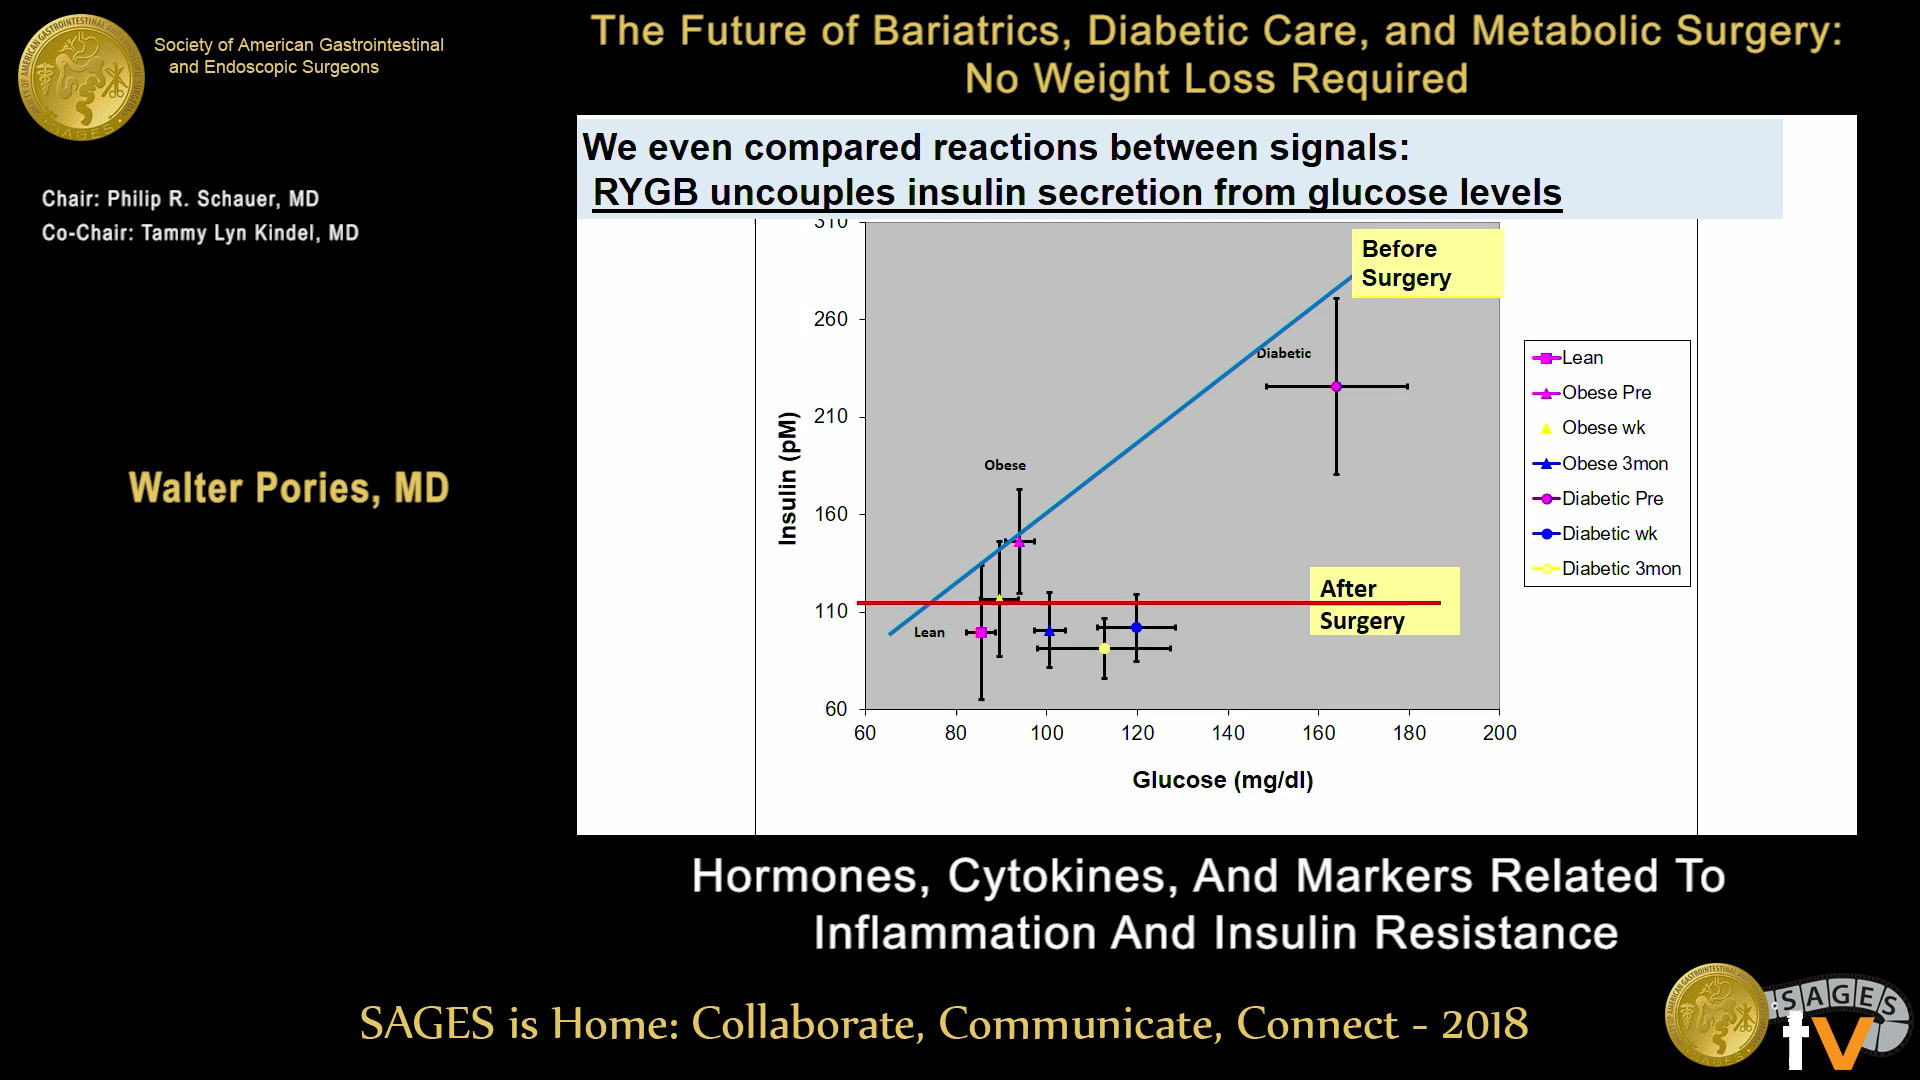 Society of American Gastrointestinal
and Endoscopic Surgeons
The Future of Bariatrics, Diabetic Care, and Metabolic Surgery:
No Weight Loss Required
Chair: Philip R. Schauer, MD
Co-Chair: Tammy Lyn Kindel, MD
Walter Pories, MD
We even compared reactions between signals:
RYGB uncouples insulin secretion from glucose levels
310
260
210
160
110
60
Insulin (pM)
60 80 100 120 140 160 180 200
Glucose (mg/dl)
Before
Surgery
Diabetic
Obese
Lean
After
Surgery
Lean
Obese Pre
Obese wk
Obese 3mon
Diabetic Pre
Diabetic wk
Diabetic 3mon
Hormones, Cytokines, And Markers Related To
Inflammation And Insulin Resistance
SAGES is Home: Collaborate, Communicate, Connect - 2018
SAGES
tv